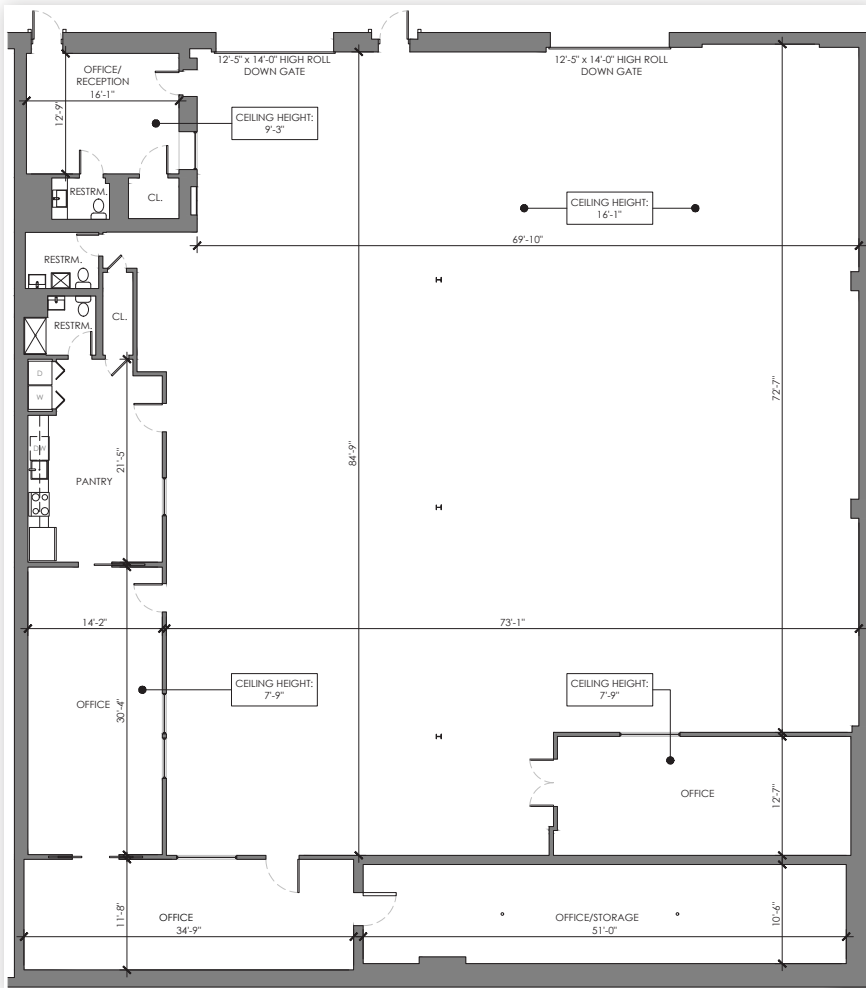 12'-5" x 14'-0" HIGH ROLL
DOWN GATE
12'-5" x 14'-0" HIGH ROLL
DOWN GATE
OFFICE/
RECEPTION
16'-1"
12'-9"
CEILING HEIGHT:
9'-3"
RESTRM.
CL.
CEILING HEIGHT:
16'-1"
69'-10"
RESTRM.
CL.
RESTRM.
D
W
DW
21'-5"
PANTRY
84'-9"
72'-7"
14'-2"
73'-1"
CEILING HEIGHT:
7'-9"
CEILING HEIGHT:
7'-9"
OFFICE
30'-4"
OFFICE
12'-7"
OFFICE
34'-9"
11'-8"
OFFICE/STORAGE
51'-0"
10'-6"